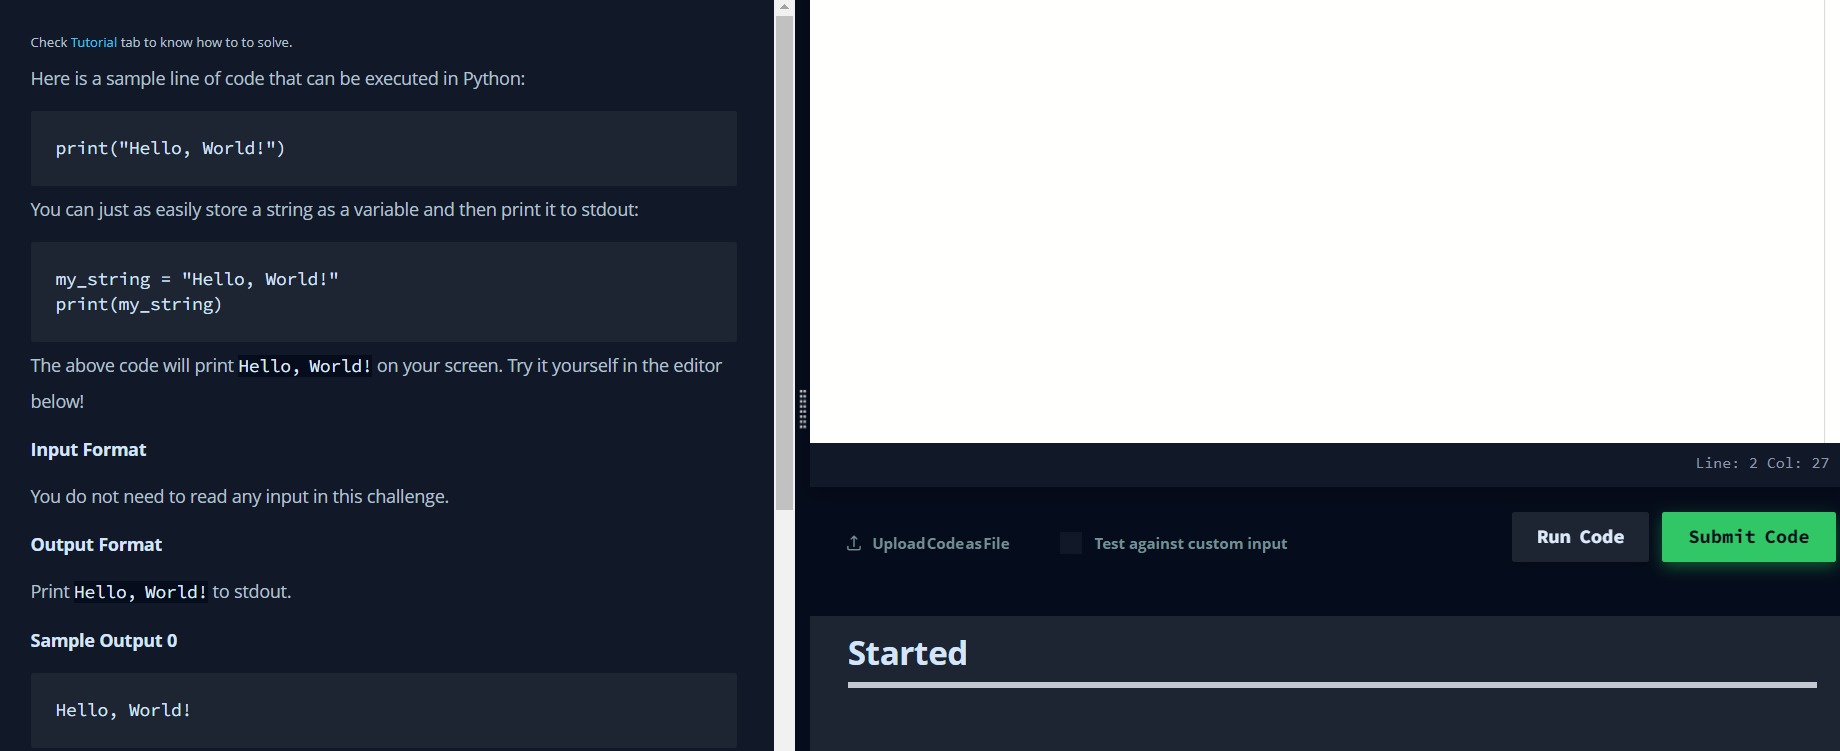 Check Tutorial tab to know how to to solve.
Here is a sample line of code that can be executed in Python:
print("Hello, World!")
You can just as easily store a string as a variable and then print it to stdout:
my_string = "Hello, World!"
print(my_string)
The above code will print Hello, World! on your screen. Try it yourself in the editor
below!
Input Format
You do not need to read any input in this challenge.
Output Format
Print Hello, World! to stdout.
Sample Output 0
Hello, World!
Line: 2 Col: 27
Upload Code as File
Test against custom input
Run Code
Submit Code
Started